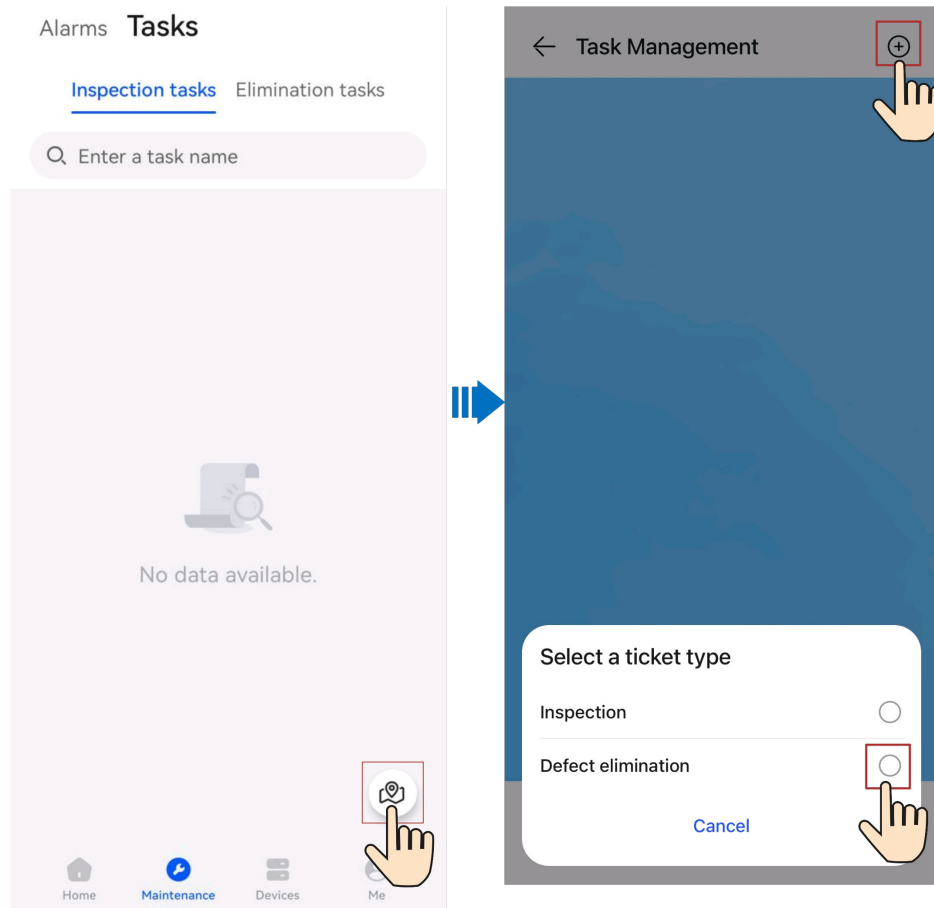 Alarms Tasks
Inspection tasks Elimination tasks
Enter a task name
No data available.
Home Maintenance Devices Me
Task Management
Select a ticket type
Inspection
Defect elimination
Cancel